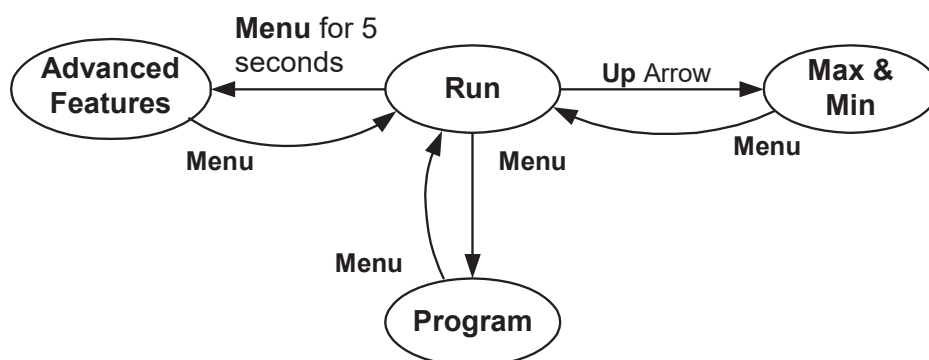 Menu for 5
seconds
Advanced
Features
Run
Up Arrow
Max &
Min
Menu
Menu
Menu
Menu
Program